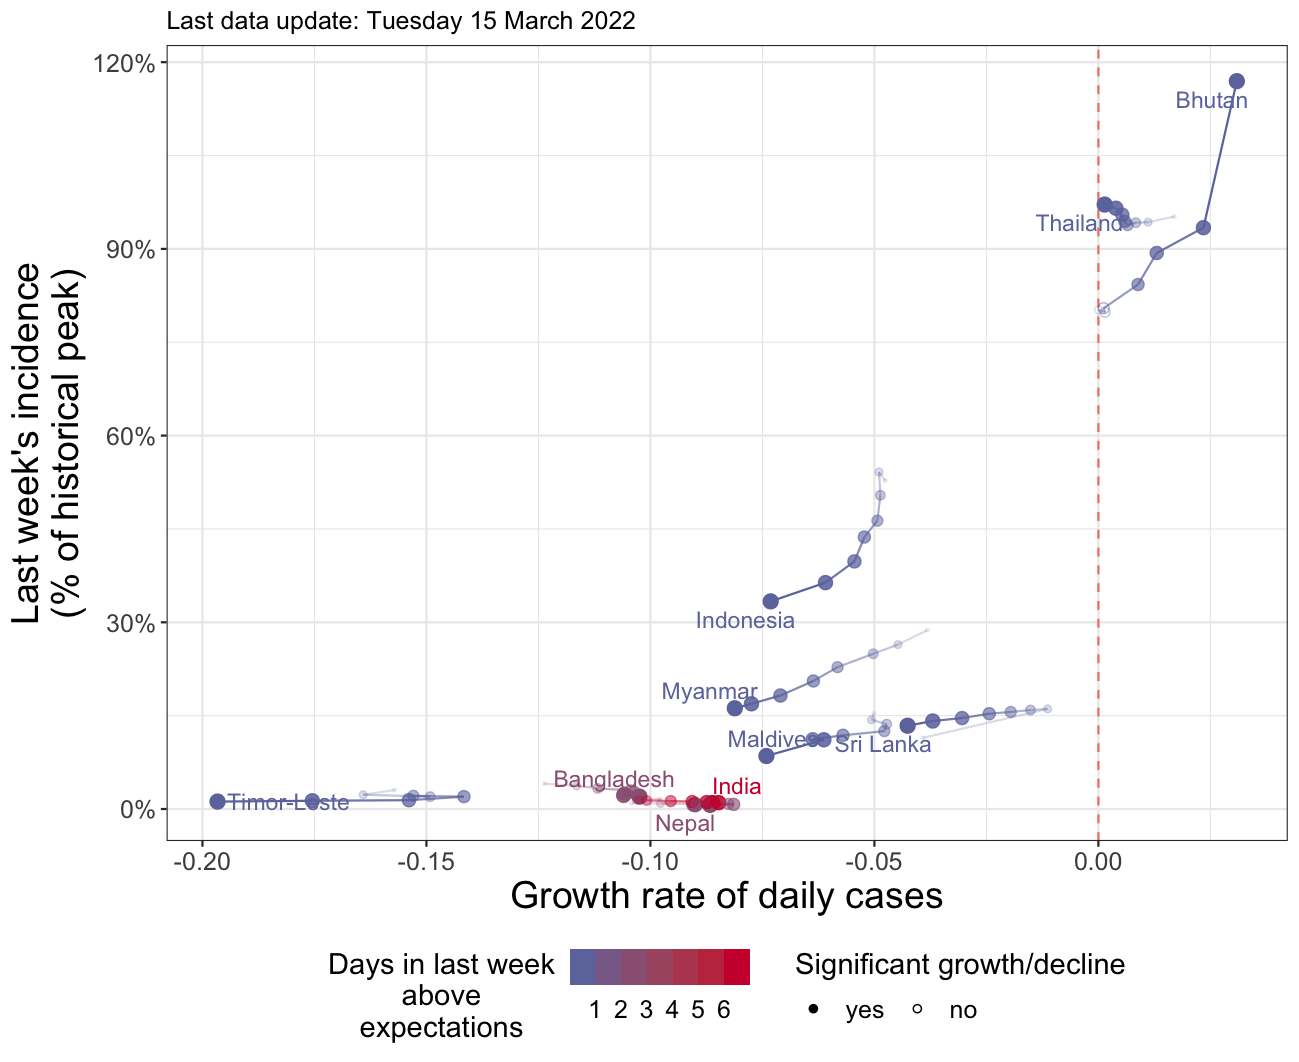 Last data update: Tuesday 15 March 2022
Last week's incidence
(% of historical peak)
120%
90%
60%
30%
0%
Bhutan
Thailand
Indonesia
Myanmar
Maldives
Sri Lanka
Bangladesh
India
Timor-Leste
Nepal
-0.20
-0.15
-0.10
-0.05
0.00
Growth rate of daily cases
Days in last week
above
expectations
1 2 3 4 5 6
Significant growth/decline
yes no